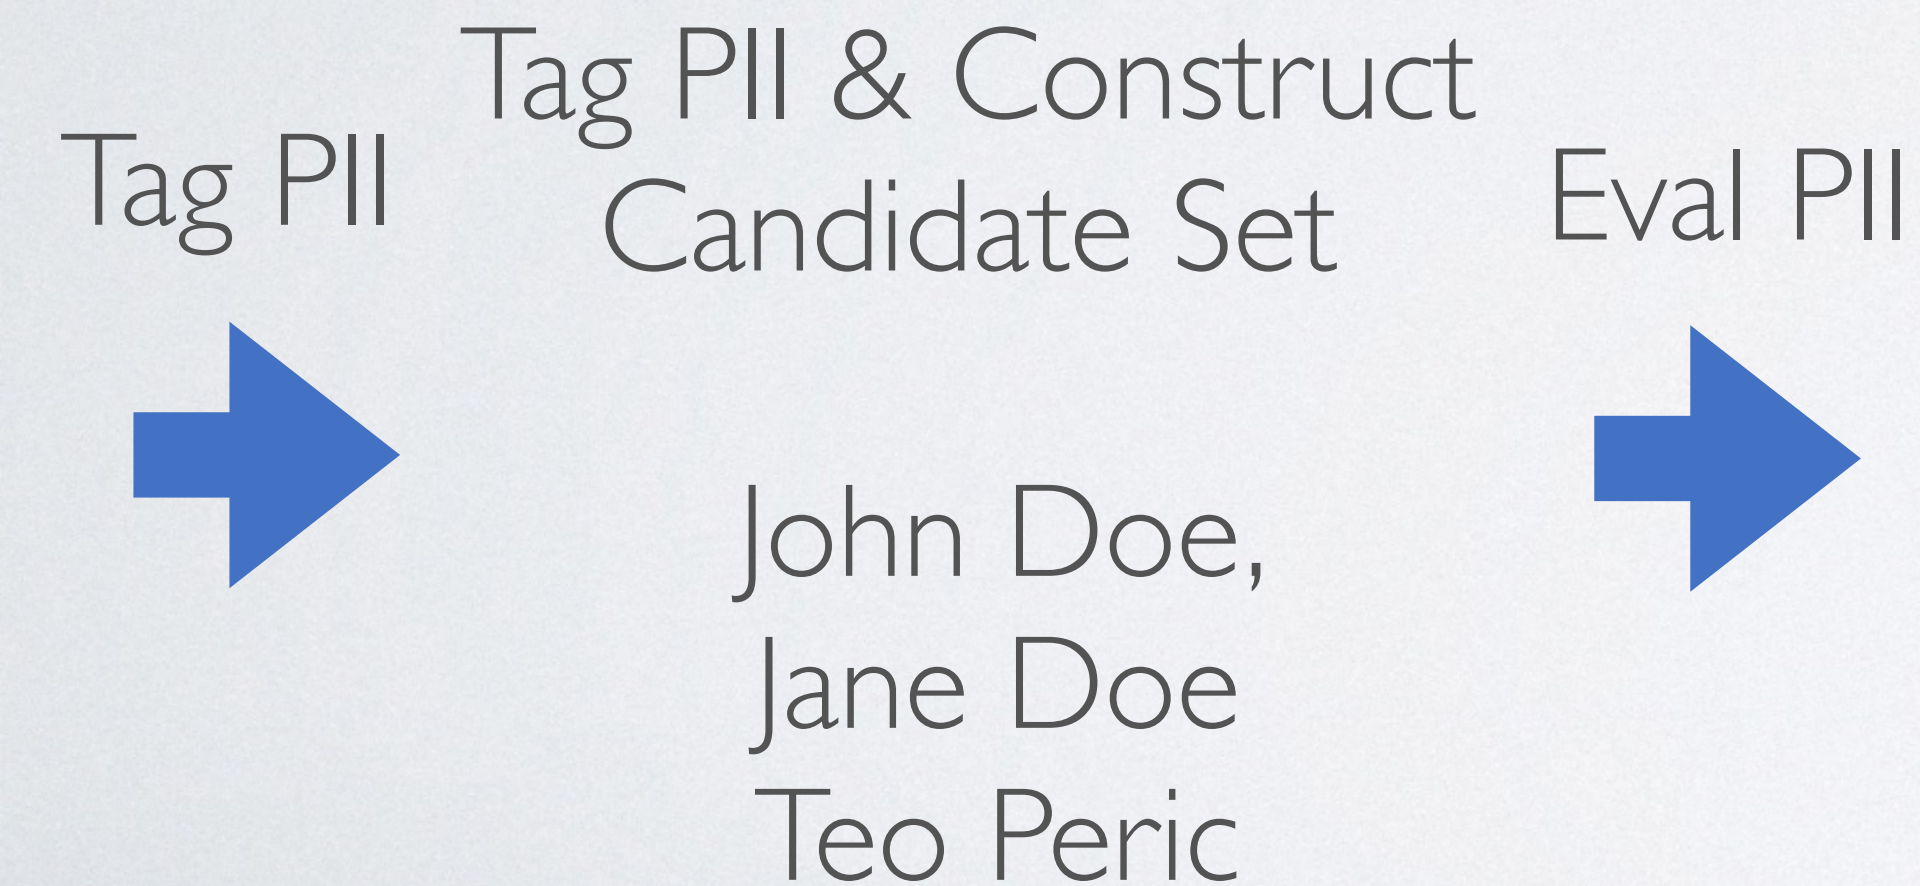 Tag PII
Tag PII & Construct
Candidate Set
Eval PII
John Doe,
Jane Doe
Teo Peric